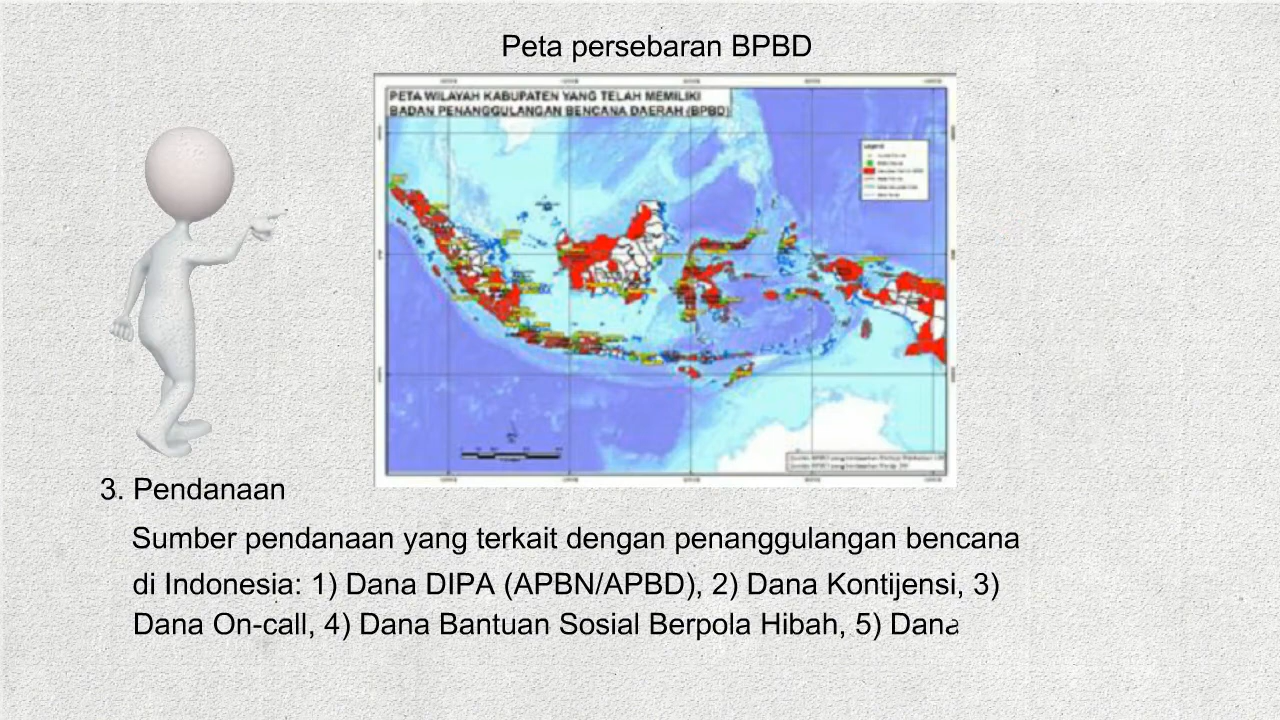 Peta persebaran BPBD
PETA WILAYAH KABUPATEN YANG TELAH MEMILIKI
BADAN PENANGGULANGAN BENCANA DAERAH (BPBD)
3. Pendanaan
Sumber pendanaan yang terkait dengan penanggulangan bencana
di Indonesia: 1) Dana DIPA (APBN/APBD), 2) Dana Kontijensi, 3)
Dana On-call, 4) Dana Bantuan Sosial Berpola Hibah, 5) Dana